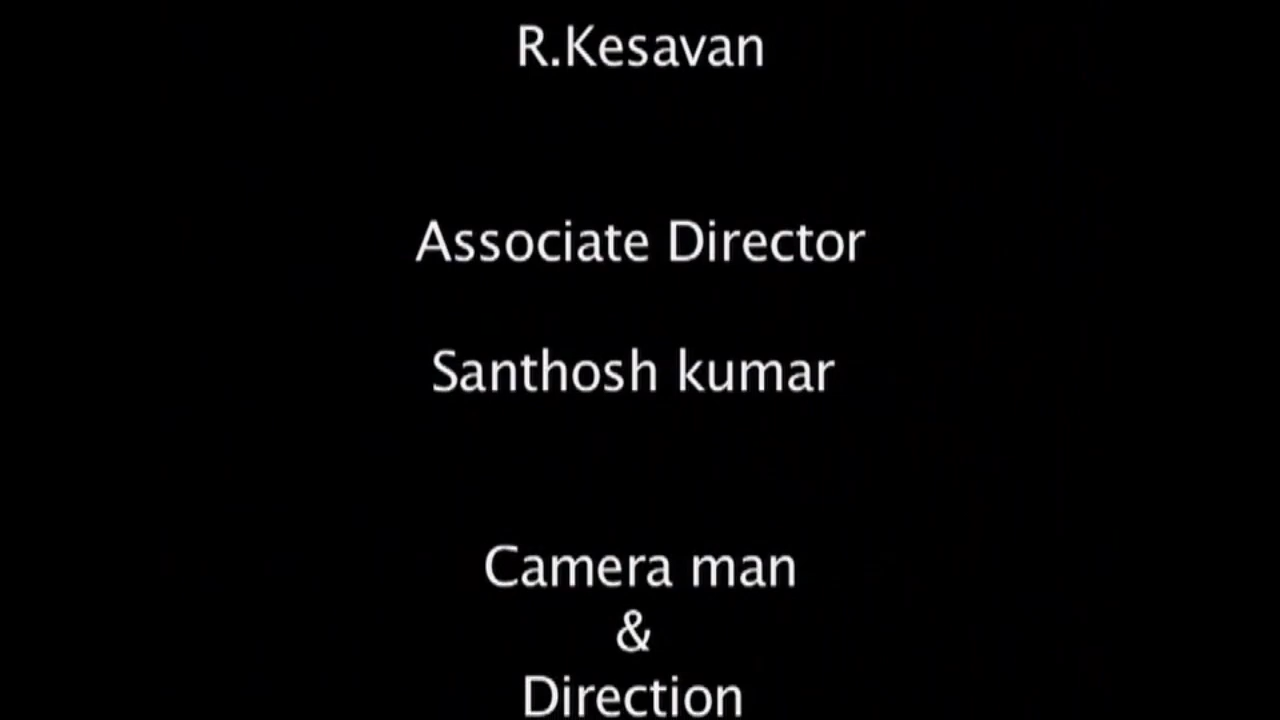 R.Kesavan
Associate Director
Santhosh kumar
Camera man
&
Direction